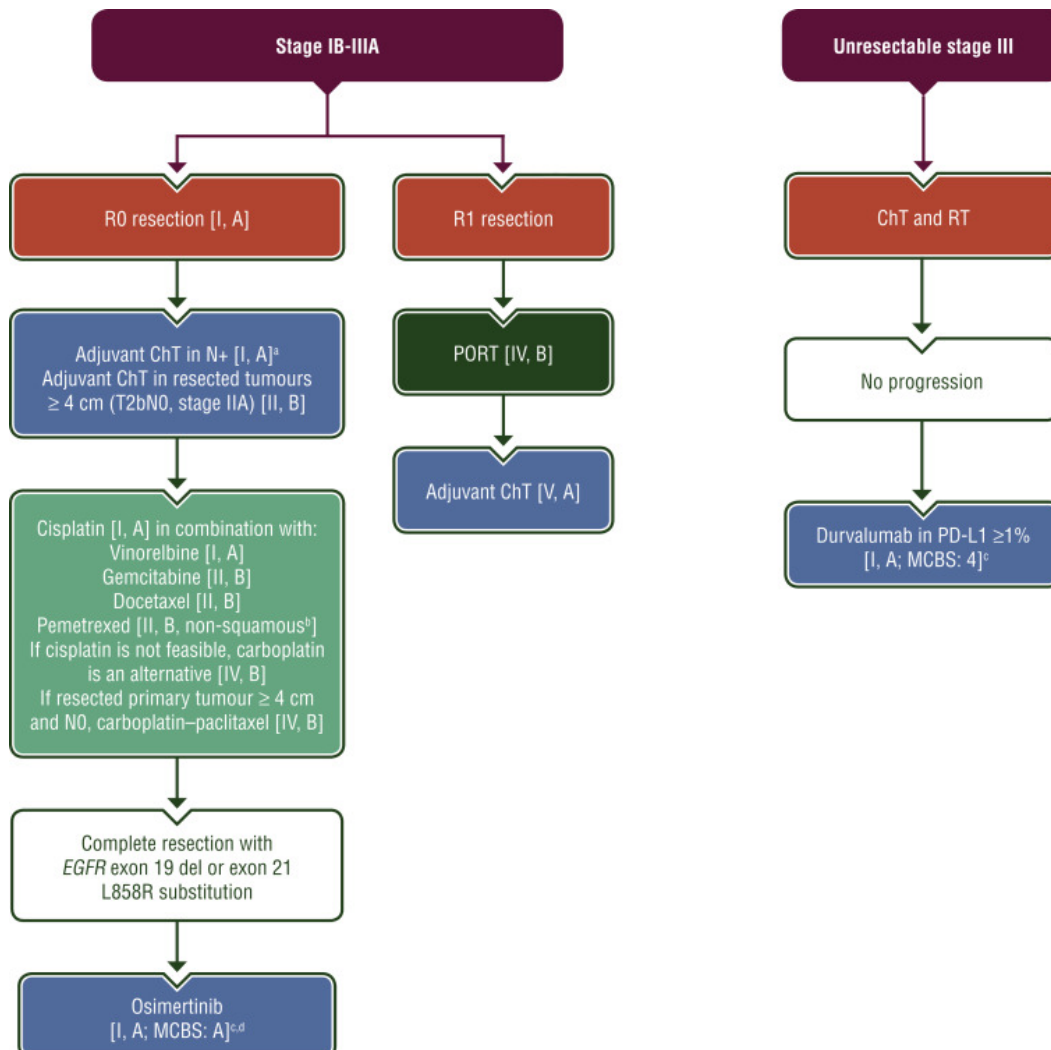 Stage IB-IIIA
Unresectable stage III
R0 resection [I, A]
R1 resection
ChT and RT
Adjuvant ChT in N+ [I, A]ᵃ
Adjuvant ChT in resected tumours
≥ 4 cm (T2bN0, stage IIA) [II, B]
PORT [IV, B]
No progression
Cisplatin [I, A] in combination with:
Vinorelbine [I, A]
Gemcitabine [II, B]
Docetaxel [II, B]
Pemetrexed [II, B, non-squamousᵇ]
If cisplatin is not feasible, carboplatin
is an alternative [IV, B]
If resected primary tumour ≥ 4 cm
and N0, carboplatin–paclitaxel [IV, B]
Adjuvant ChT [V, A]
Durvalumab in PD-L1 ≥1%
[I, A; MCBS: 4]ᶜ
Complete resection with
EGFR exon 19 del or exon 21
L858R substitution
Osimertinib
[I, A; MCBS: A]ᶜ,ᵈ